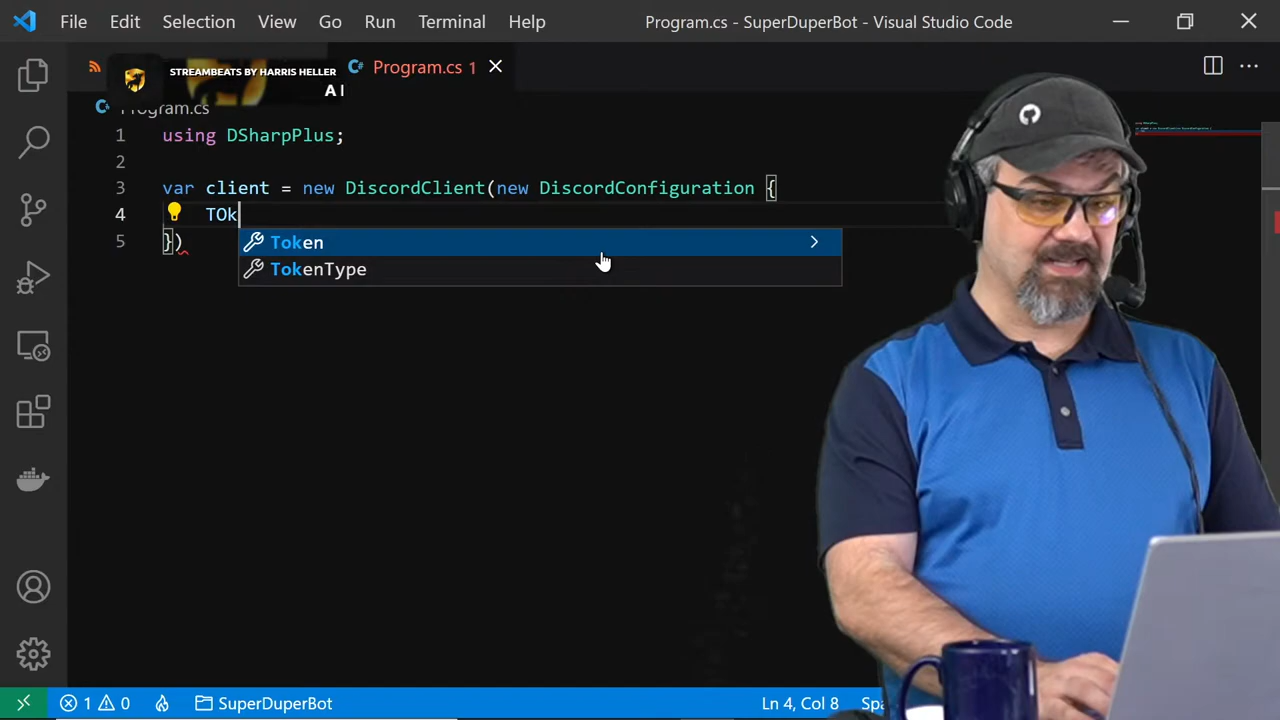 File Edit Selection View Go Run Terminal Help Program.cs - SuperDuperBot - Visual Studio Code
STREAMBEATS BY HARRIS HELLER
Program.cs 1
Program.cs
1 using DSharpPlus;
2
3 var client = new DiscordClient(new DiscordConfiguration {
4 TOk
Token
TokenType
5 })
1 0 SuperDuperBot Ln 4, Col 8